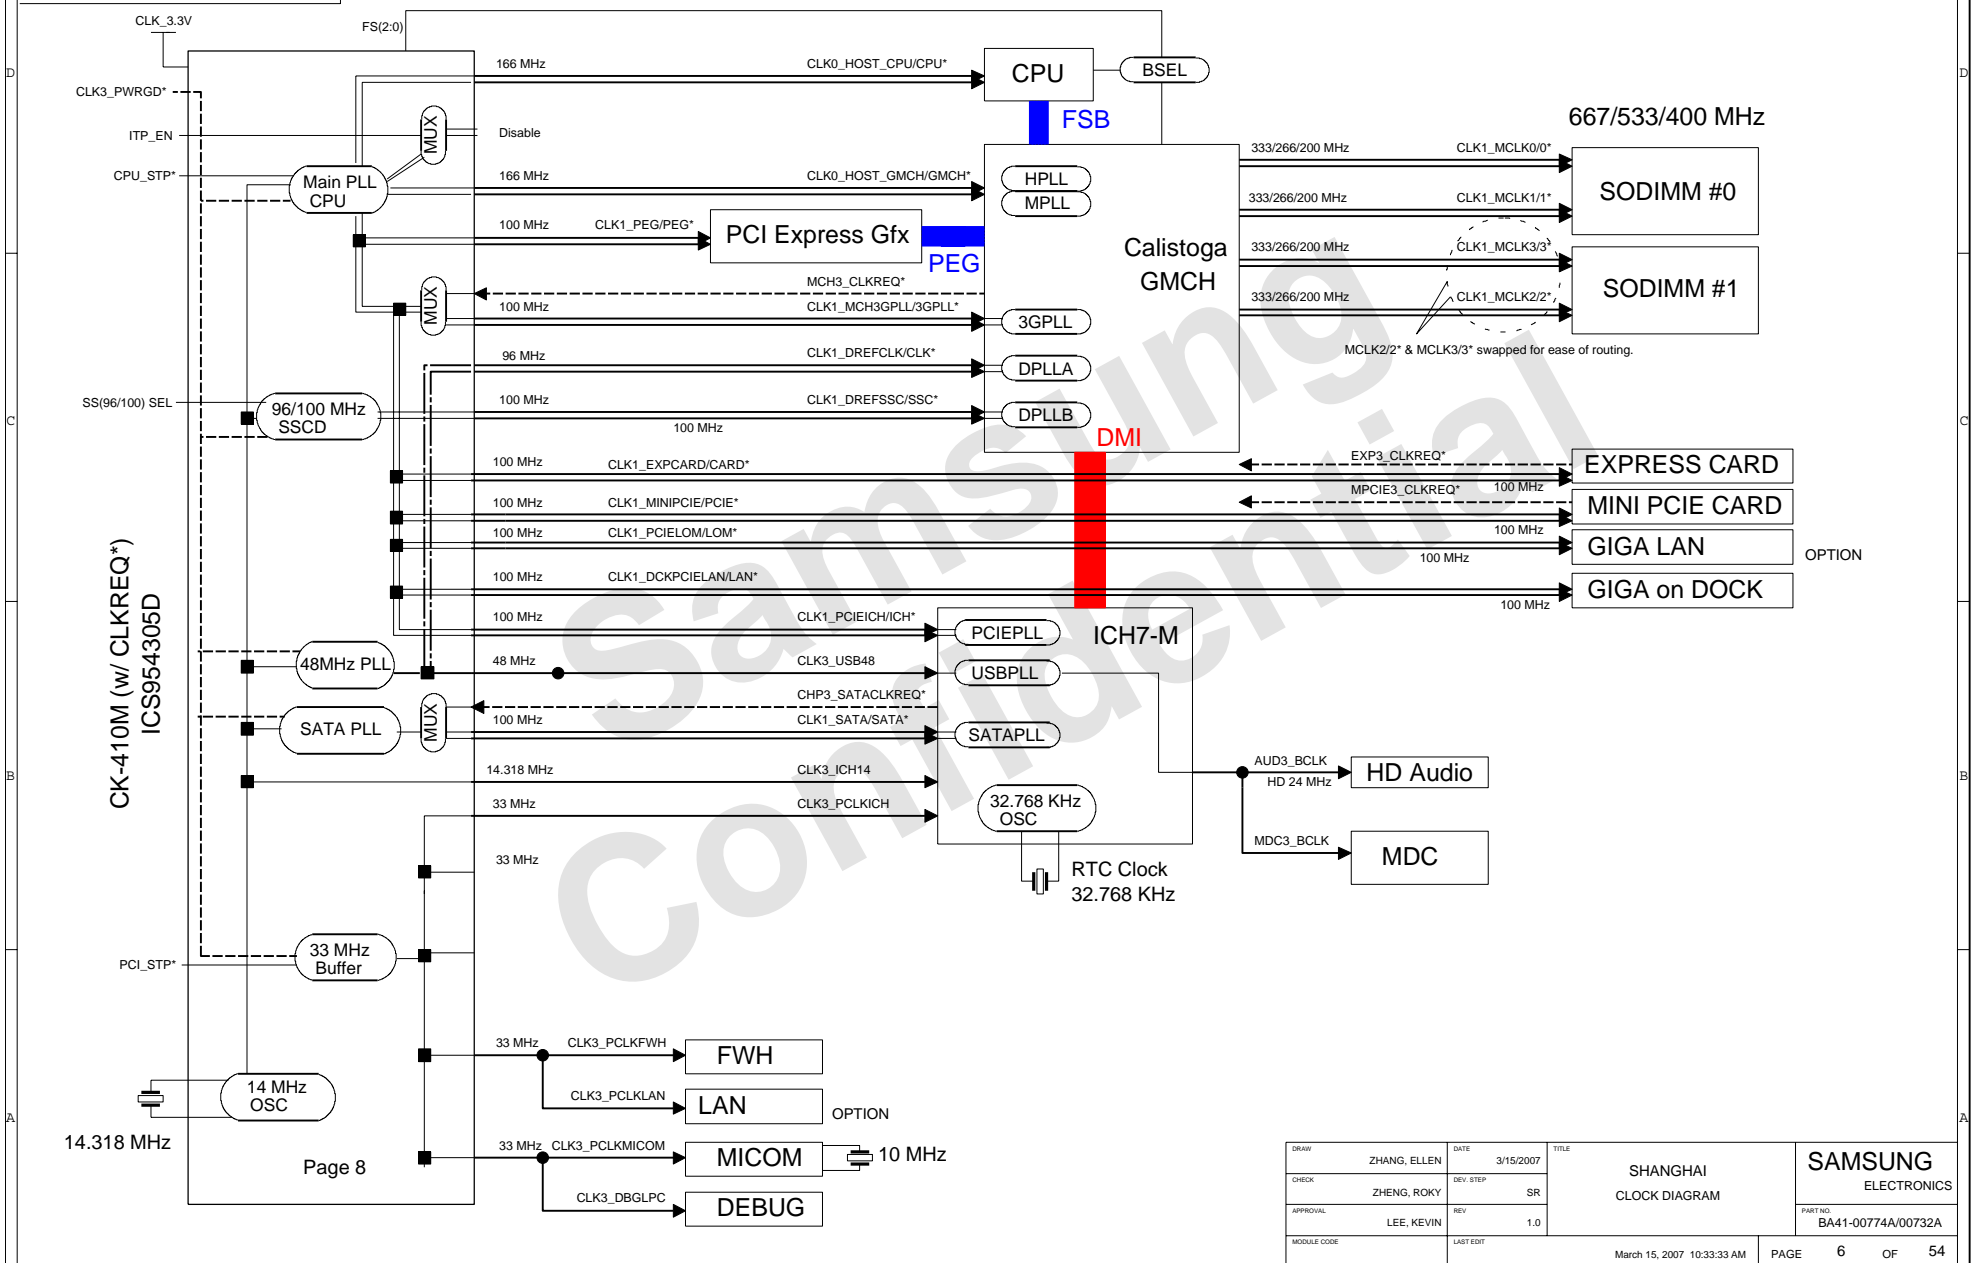 CLK_3.3V
FS(2:0)
D
D
166 MHz
CLK0_HOST_CPU/CPU*
CPU
BSEL
CLK3_PWRGD*
FSB
667/533/400 MHz
ITP_EN
MUX
Disable
333/266/200 MHz
CLK1_MCLK0/0*
CPU_STP*
Main PLL
CPU
166 MHz
CLK0_HOST_GMCH/GMCH*
HPLL
MPLL
SODIMM #0
333/266/200 MHz
CLK1_MCLK1/1*
100 MHz
CLK1_PEG/PEG*
PCI Express Gfx
PEG
Calistoga
GMCH
333/266/200 MHz
CLK1_MCLK3/3*
MCH3_CLKREQ*
MUX
100 MHz
CLK1_MCH3GPLL/3GPLL*
3GPLL
333/266/200 MHz
CLK1_MCLK2/2*
SODIMM #1
MCLK2/2* & MCLK3/3* swapped for ease of routing.
96 MHz
CLK1_DREFCLK/CLK*
DPLLA
SS(96/100) SEL
96/100 MHz
SSCD
100 MHz
CLK1_DREFSSC/SSC*
DPLLB
100 MHz
C
C
DMI
100 MHz
CLK1_EXPCARD/CARD*
EXP3_CLKREQ*
EXPRESS CARD
100 MHz
MPCIE3_CLKREQ*
100 MHz
CLK1_MINIPCIE/PCIE*
MINI PCIE CARD
100 MHz
100 MHz
CLK1_PCIELOM/LOM*
GIGA LAN
OPTION
100 MHz
100 MHz
CLK1_DCKPCIELAN/LAN*
GIGA on DOCK
100 MHz
CK-410M (w/ CLKREQ*)
ICS954305D
100 MHz
CLK1_PCIEICH/ICH*
PCIEPLL
ICH7-M
48MHz PLL
48 MHz
CLK3_USB48
USBPLL
CHP3_SATACLKREQ*
SATA PLL
MUX
100 MHz
CLK1_SATA/SATA*
SATAPLL
14.318 MHz
CLK3_ICH14
AUD3_BCLK
HD 24 MHz
HD Audio
B
B
33 MHz
CLK3_PCLKICH
32.768 KHz
OSC
MDC3_BCLK
MDC
33 MHz
RTC Clock
32.768 KHz
PCI_STP*
33 MHz
Buffer
33 MHz
CLK3_PCLKFWH
FWH
14 MHz
OSC
CLK3_PCLKLAN
LAN
OPTION
A
A
14.318 MHz
Page 8
33 MHz
CLK3_PCLKMICOM
MICOM
10 MHz
CLK3_DBGLPC
DEBUG
Samsung
Confidential
DRAW
ZHANG, ELLEN
DATE
3/15/2007
TITLE
SHANGHAI
CLOCK DIAGRAM
SAMSUNG
ELECTRONICS
CHECK
ZHENG, ROKY
DEV. STEP
SR
APPROVAL
LEE, KEVIN
REV
1.0
PART NO.
BA41-00774A/00732A
MODULE CODE
LAST EDIT
March 15, 2007 10:33:33 AM
PAGE 6 OF 54